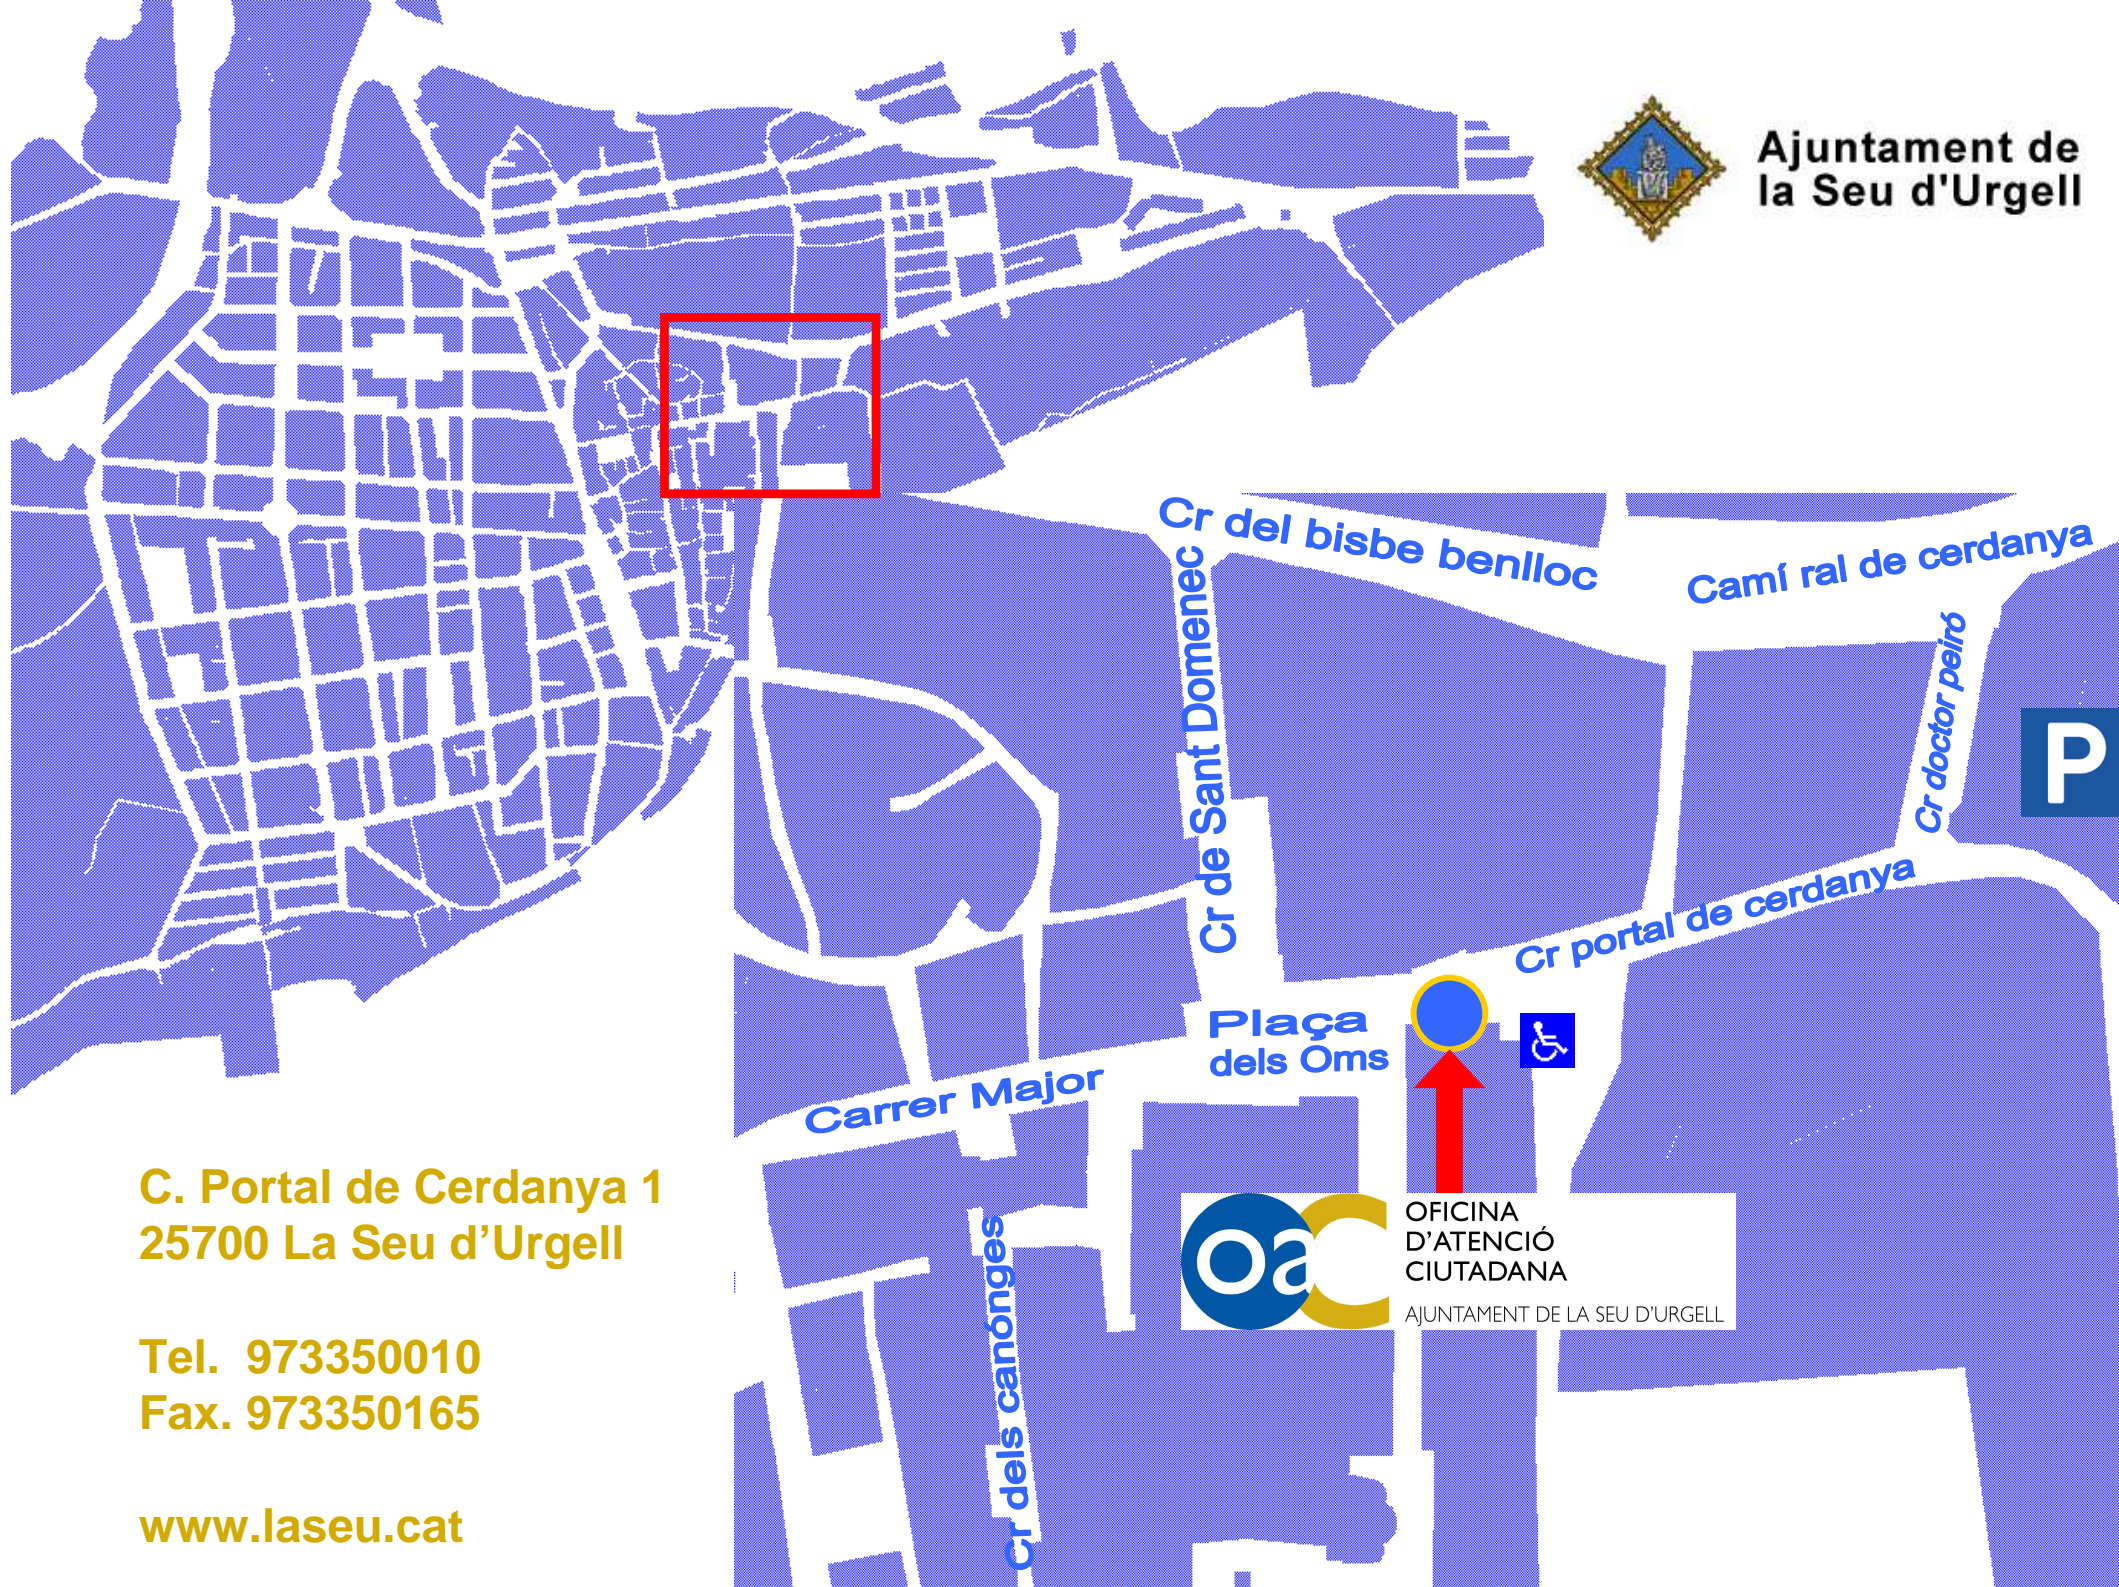 Ajuntament de
la Seu d'Urgell
Cr del bisbe benlloc
Camí ral de cerdanya
Cr de Sant Domenec
Cr doctor peiró
P
Cr portal de cerdanya
Plaça
dels Oms
Carrer Major
Cr dels canónges
oac
OFICINA
D'ATENCIÓ
CIUTADANA
AJUNTAMENT DE LA SEU D'URGELL
C. Portal de Cerdanya 1
25700 La Seu d’Urgell
Tel. 973350010
Fax. 973350165
www.laseu.cat